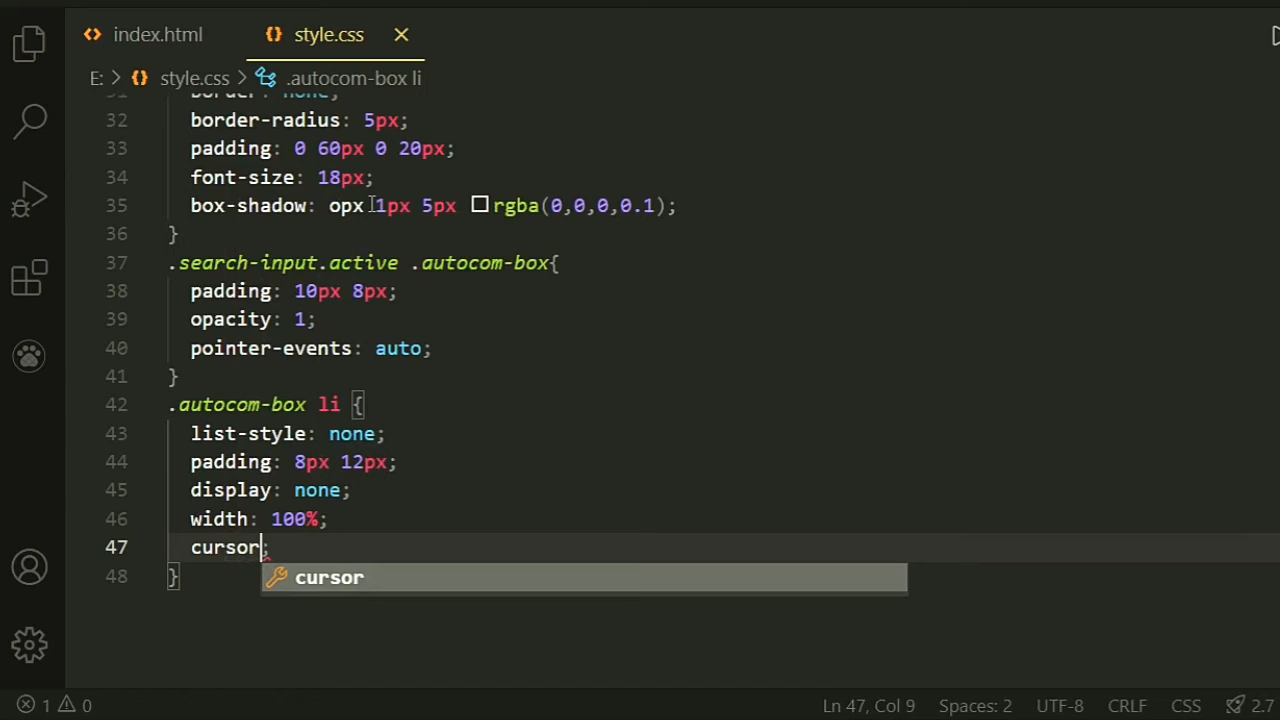 index.html style.css
E: style.css .autocom-box li
border: none;
32 border-radius: 5px;
33 padding: 0 60px 0 20px;
34 font-size: 18px;
35 box-shadow: opx 1px 5px rgba(0,0,0,0.1);
36 }
37 .search-input.active .autocom-box{
38 padding: 10px 8px;
39 opacity: 1;
40 pointer-events: auto;
41 }
42 .autocom-box li {
43 list-style: none;
44 padding: 8px 12px;
45 display: none;
46 width: 100%;
47 cursor;
cursor
48 }
1 0 Ln 47, Col 9 Spaces: 2 UTF-8 CRLF CSS 2.7